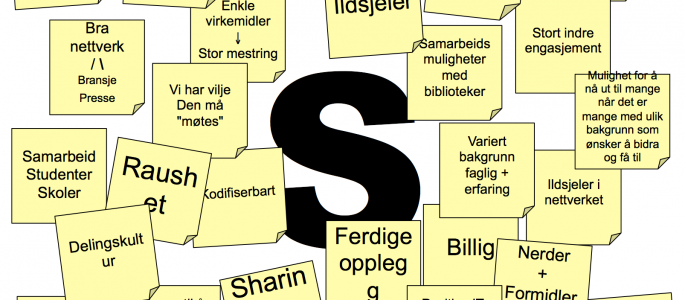 Enkle
virkemidler
↓
Stor mestring
Ildsjeler
Stort indre
engasjement
Bra
nettverk
/ \
Bransje
Presse
Vi har vilje
Den må
"møtes"
Samarbeids
muligheter
med
biblioteker
Mulighet for å
nå ut til mange
når det er
mange med ulik
bakgrunn som
ønsker å bidra
og få til
S
Samarbeid
Studenter
Skoler
Raush
et
Kodifiserbart
Variert
bakgrunn
faglig +
erfaring
Ildsjeler i
nettverket
Delingskult
ur
Ferdige
oppleg
g
Billig
Nerder
+
Formidler
Sharin